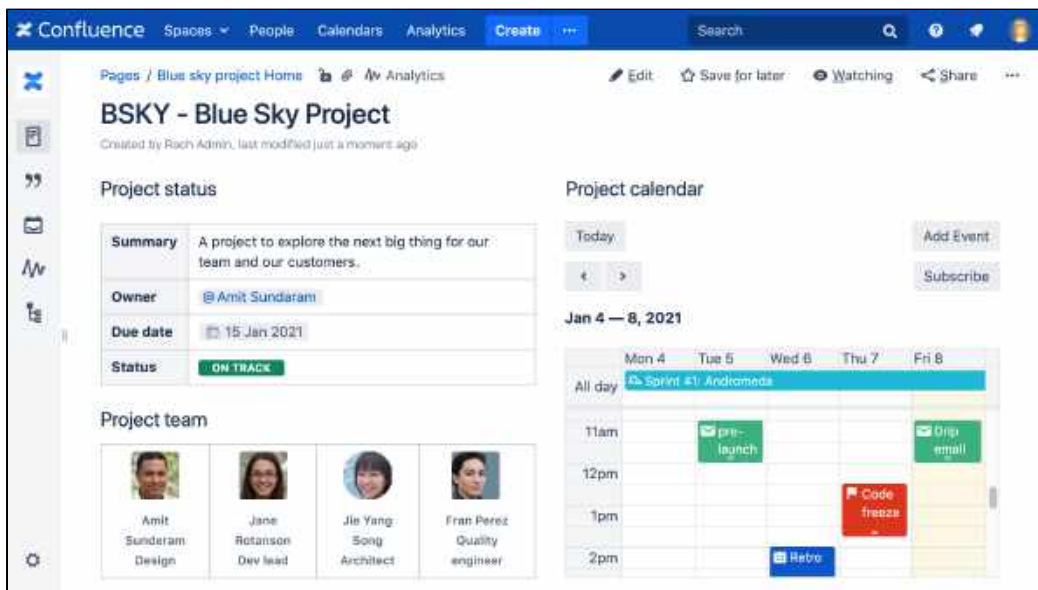 Confluence Spaces People Calendars Analytics Create ... Search
Pages / Blue sky project Home Analytics Edit Save for later Watching Share ...
BSKY - Blue Sky Project
Created by Rach Admin, last modified just a moment ago
Project status
Summary A project to explore the next big thing for our
team and our customers.
Owner @Amit Sundaram
Due date 15 Jan 2021
Status ON TRACK
Project team
Amit
Sunderam
Design
Jane
Rotanson
Dev lead
Jie Yang
Song
Architect
Fran Perez
Quality
engineer
Project calendar
Today Add Event
< > Subscribe
Jan 4 — 8, 2021
Mon 4 Tue 5 Wed 6 Thu 7 Fri 8
All day Sprint #1: Andromeda
11am
pre-
launch
Drip
email
12pm
Code
freeze
1pm
2pm Retro